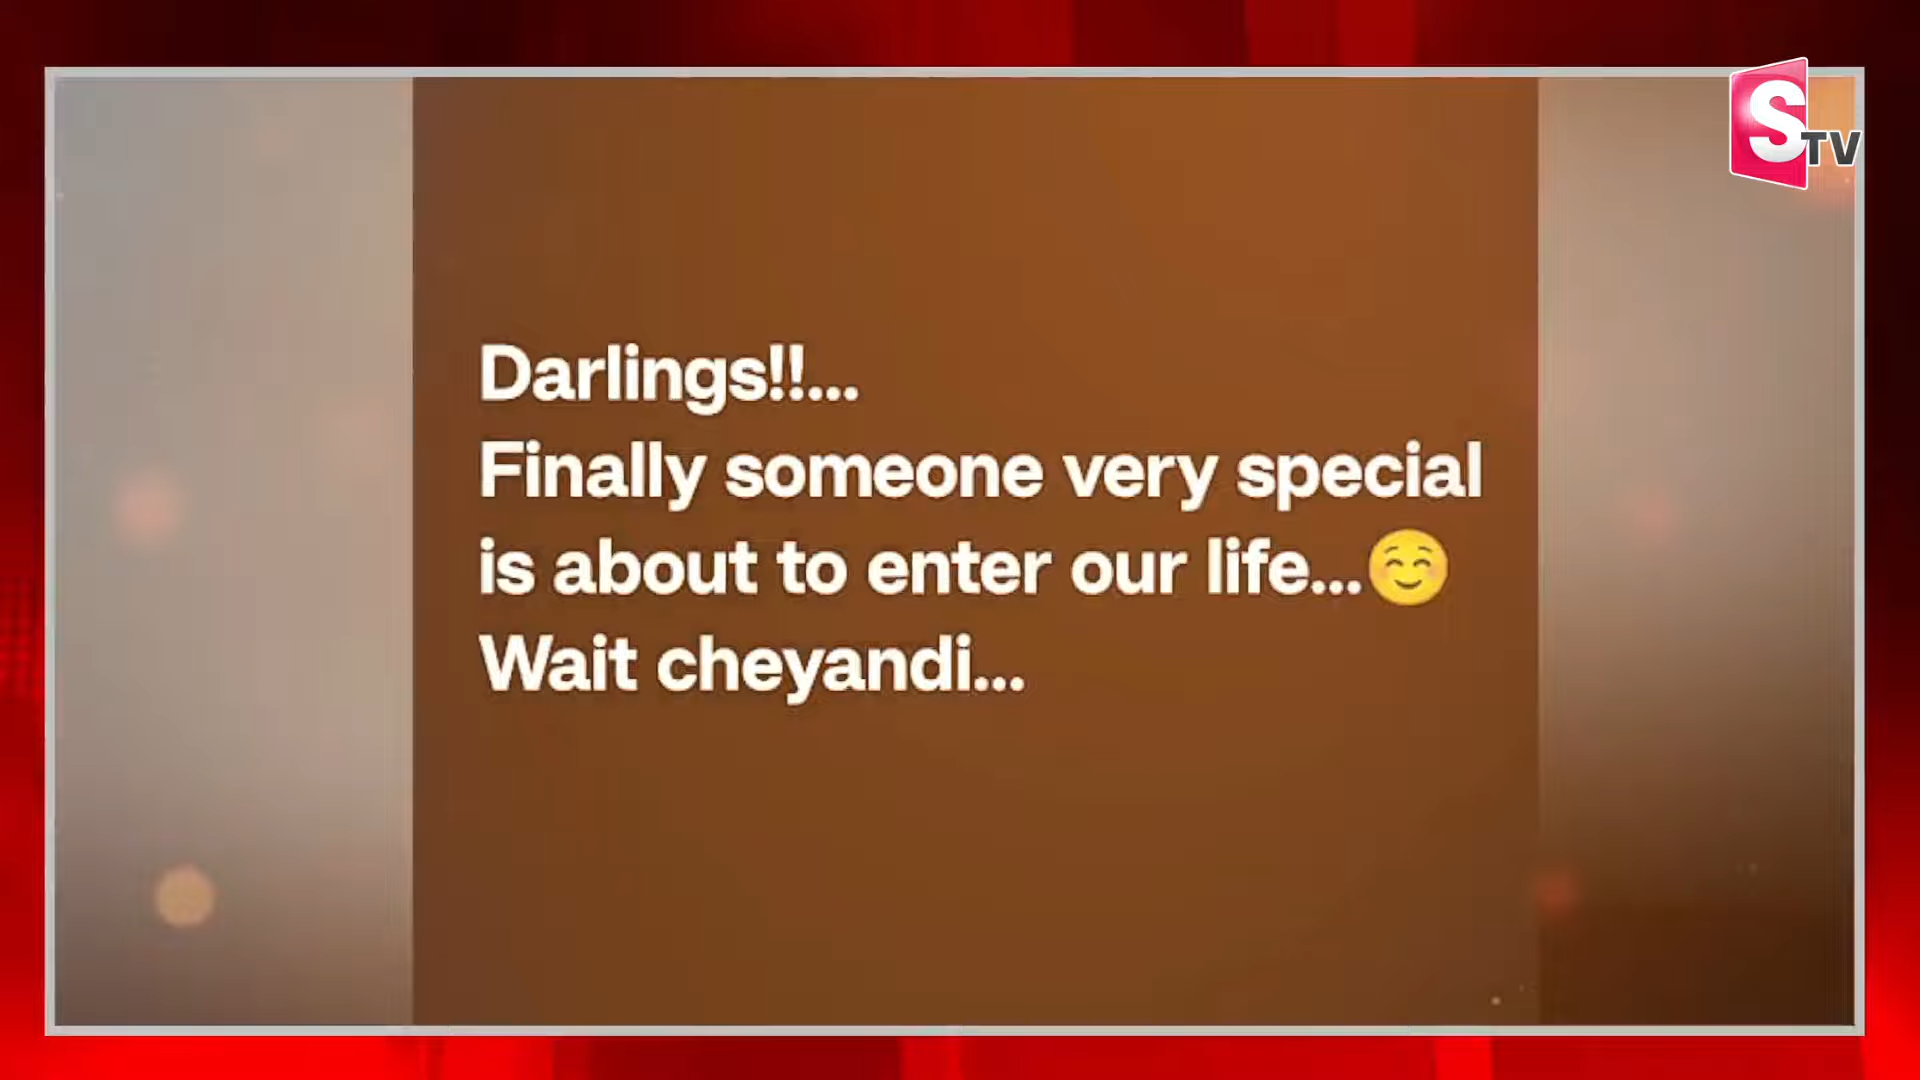 STV
Darlings!!...
Finally someone very special
is about to enter our life...☺️
Wait cheyandi...